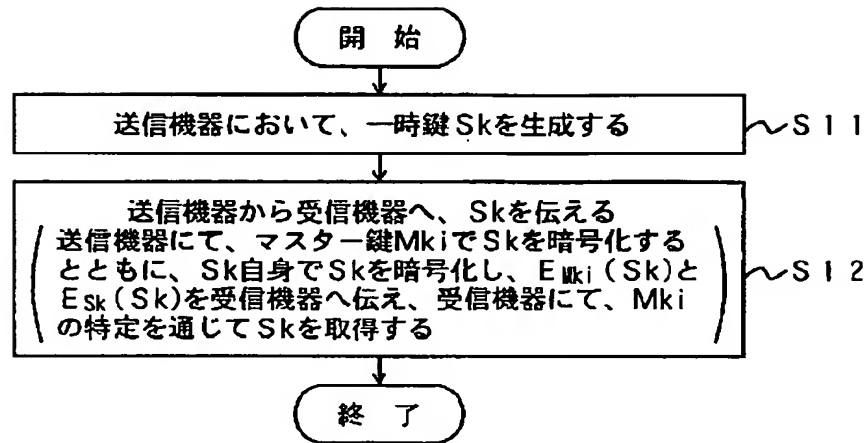 開 始
送信機器において、一時鍵Skを生成する
S11
送信機器から受信機器へ、Skを伝える
送信機器にて、マスター鍵MkiでSkを暗号化する
とともに、Sk自身でSkを暗号化し、EMki(Sk)と
ESk(Sk)を受信機器へ伝え、受信機器にて、Mki
の特定を通じてSkを取得する
S12
終 了